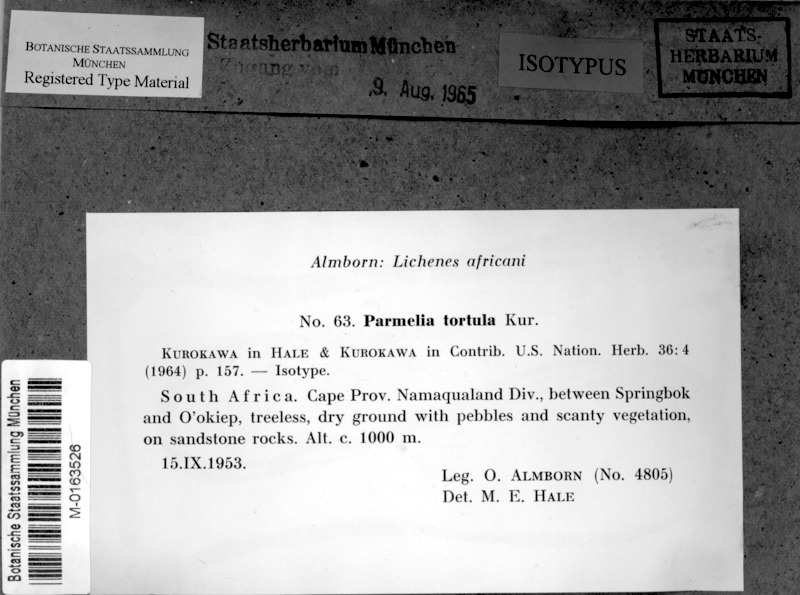 BOTANISCHE STAATSSAMMLUNG
MÜNCHEN
Registered Type Material
Staatsherbarium München
Zugang vom
9. Aug. 1965
ISOTYPUS
STAATS-
HERBARIUM
MÜNCHEN
Almborn: Lichenes africani
No. 63. Parmelia tortula Kur.
KUROKAWA in HALE & KUROKAWA in Contrib. U.S. Nation. Herb. 36:4
(1964) p. 157. — Isotype.
South Africa. Cape Prov. Namaqualand Div., between Springbok
and O'okiep, treeless, dry ground with pebbles and scanty vegetation,
on sandstone rocks. Alt. c. 1000 m.
15.IX.1953.
Leg. O. ALMBORN (No. 4805)
Det. M. E. HALE
Botanische Staatssammlung München
M-0163526